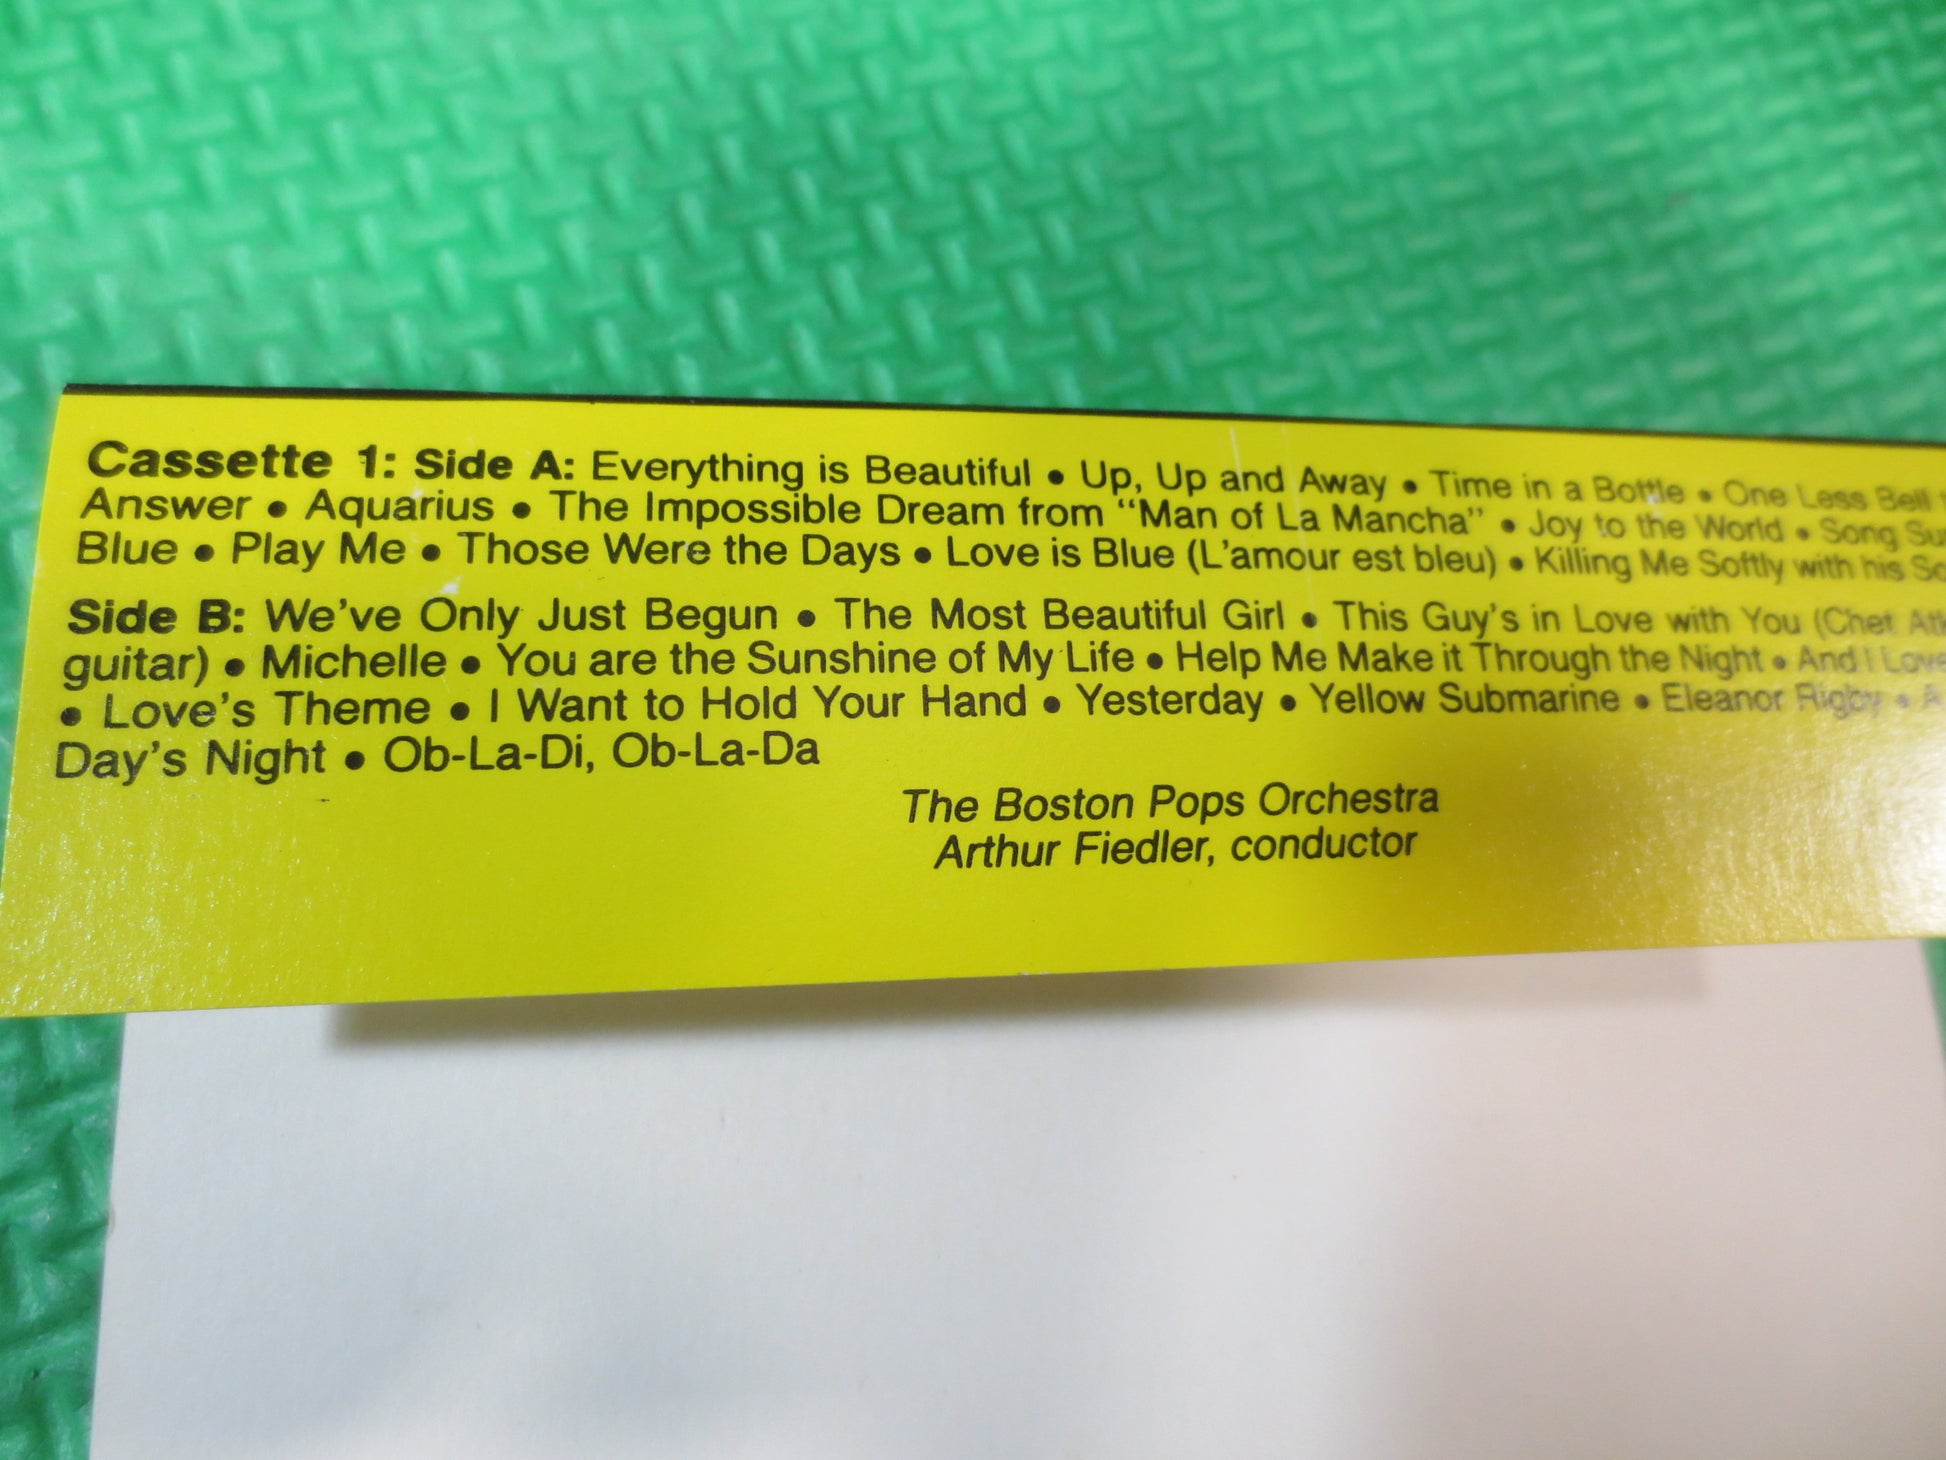 Cassette 1: Side A: Everything is Beautiful • Up, Up and Away • Time in a Bottle • One Less Bell
Answer • Aquarius • The Impossible Dream from "Man of La Mancha" • Joy to the World • Song
Blue • Play Me • Those Were the Days • Love is Blue (L'amour est bleu) • Killing Me Softly with his
Side B: We've Only Just Begun • The Most Beautiful Girl • This Guy's in Love with You (Chet
guitar) • Michelle • You are the Sunshine of My Life • Help Me Make it Through the Night • And I Love
• Love's Theme • I Want to Hold Your Hand • Yesterday • Yellow Submarine • Eleanor Rigby • A
Day's Night • Ob-La-Di, Ob-La-Da
The Boston Pops Orchestra
Arthur Fiedler, conductor